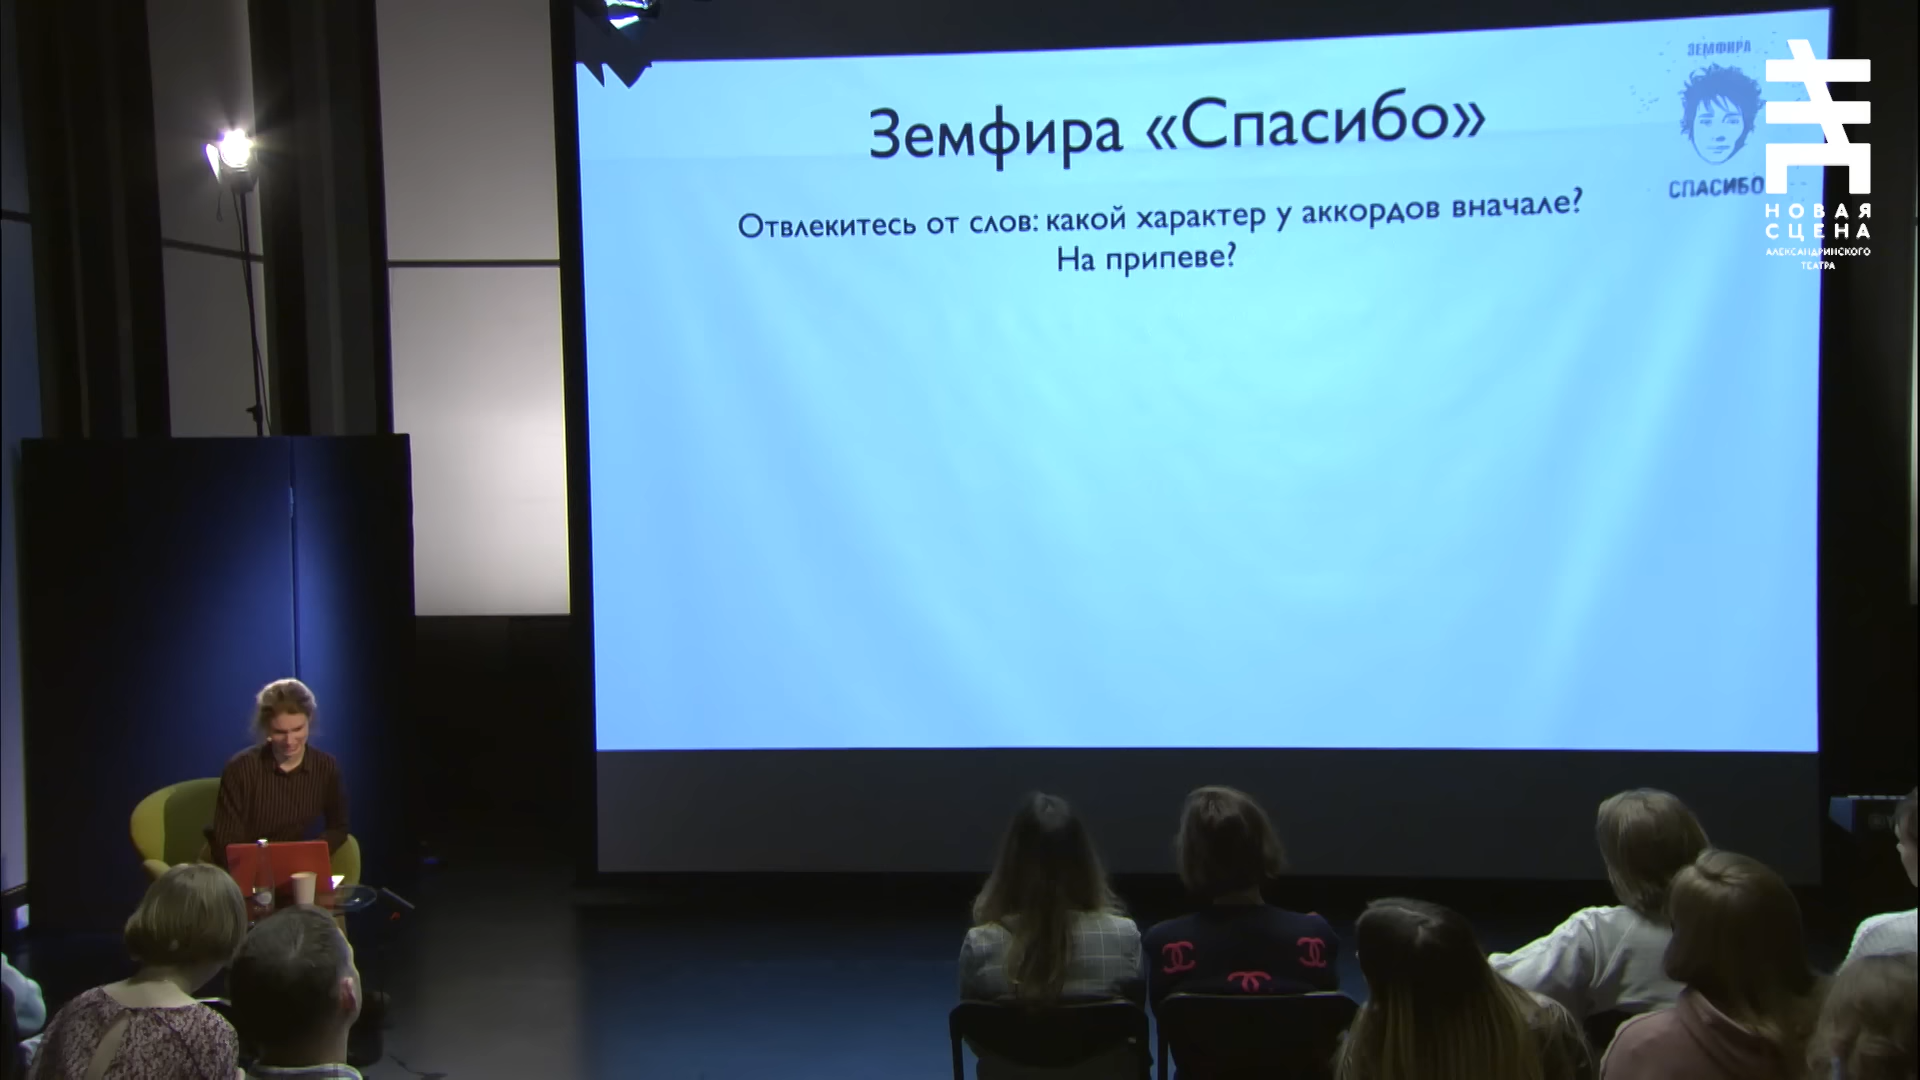 Земфира «Спасибо»
Отвлекитесь от слов: какой характер у аккордов вначале?
На припеве?
ЗЕМФИРА
СПАСИБО
НОВАЯ
СЦЕНА
АЛЕКСАНДРИНСКОГО
ТЕАТРА